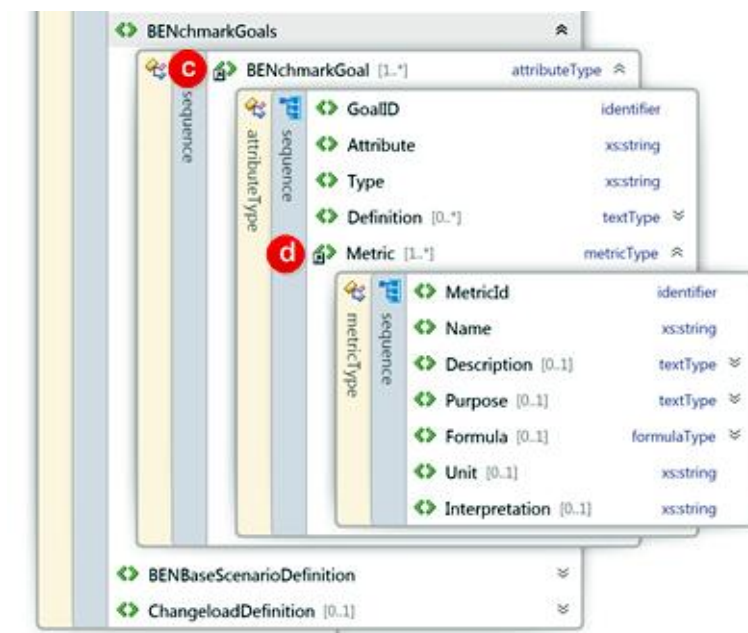 BENchmarkGoals
c BENchmarkGoal [1..*] attributeType
sequence
GoalID identifier
attributeType
sequence
Attribute xs:string
Type xs:string
Definition [0..*] textType
d Metric [1..*] metricType
MetricId identifier
metricType
sequence
Name xs:string
Description [0..1] textType
Purpose [0..1] textType
Formula [0..1] formulaType
Unit [0..1] xs:string
Interpretation [0..1] xs:string
BENBaseScenarioDefinition
ChangeloadDefinition [0..1]